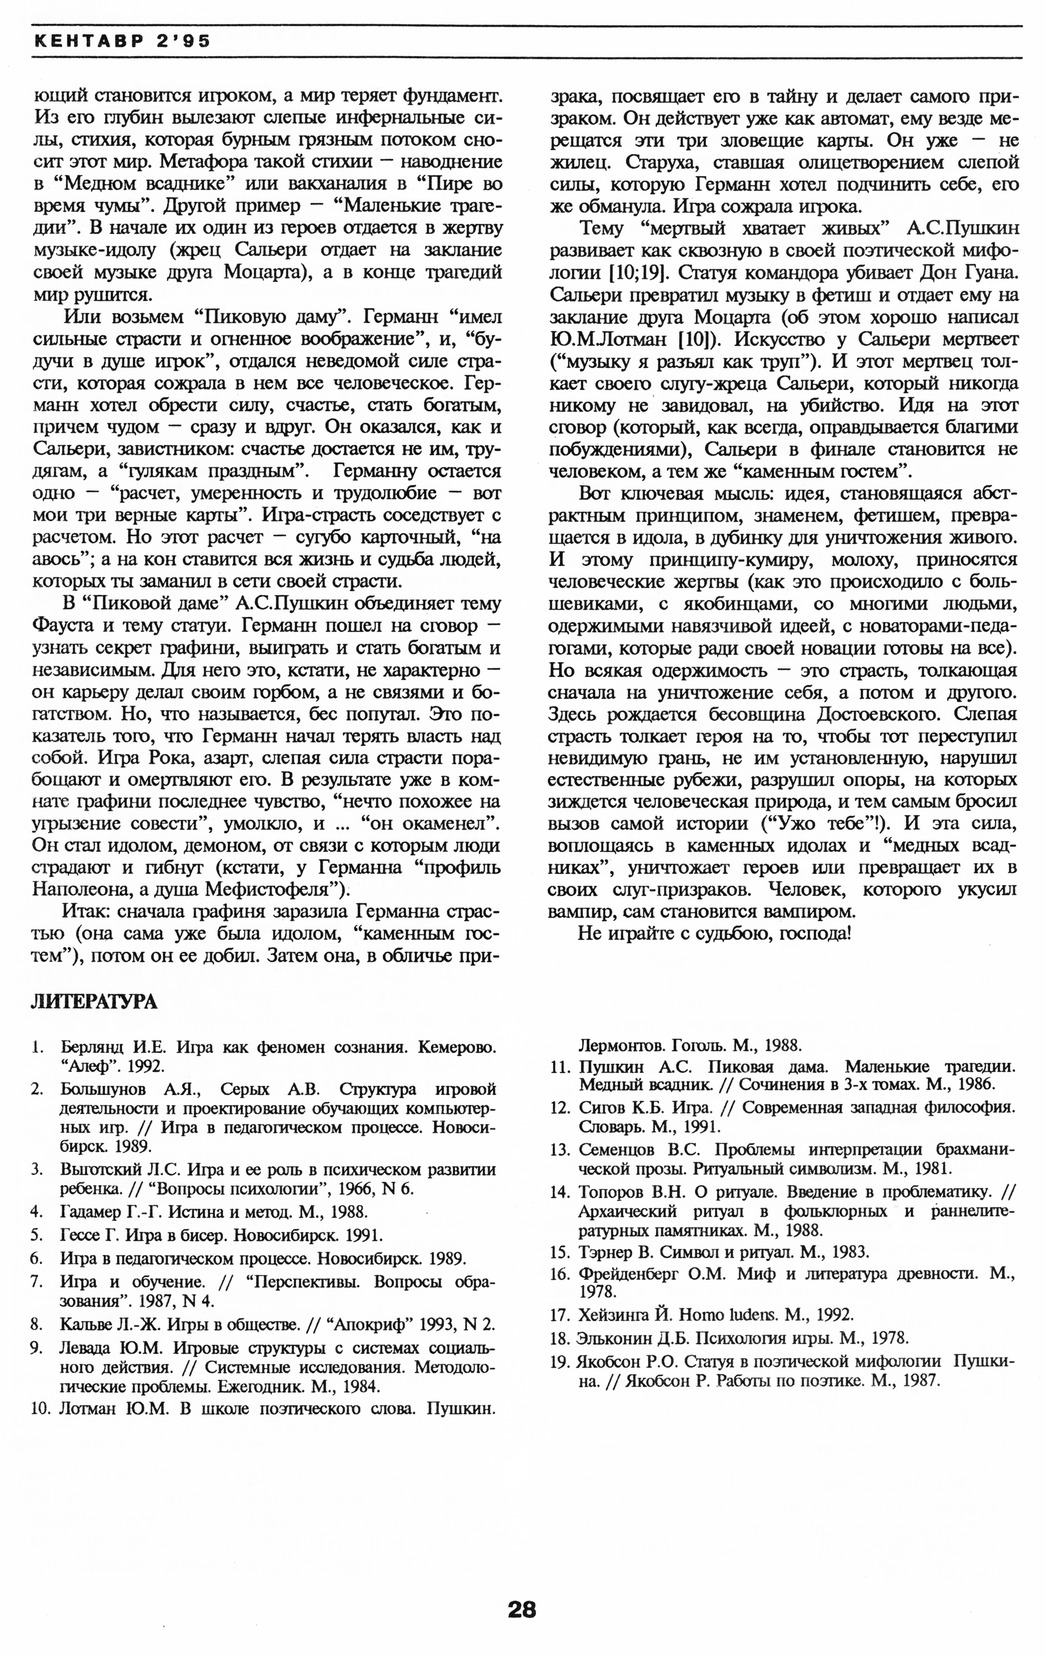 КЕНТАВР 2’95
ющий становится игроком, а мир теряет фундамент.
Из его глубин вылезают слепые инфернальные си-
лы, стихия, которая бурным грязным потоком сно-
сит этот мир. Метафора такой стихии — наводнение
в “Медном всаднике” или вакханалия в “Пире во
время чумы”. Другой пример — “Маленькие траге-
дии”. В начале их один из героев отдается в жертву
музыке-идолу (жрец Сальери отдает на заклание
своей музыке друга Моцарта), а в конце трагедий
мир рушится.
Или возьмем “Пиковую даму”. Германн “имел
сильные страсти и огненное воображение”, и, “бу-
дучи в душе игрок”, отдался неведомой силе стра-
сти, которая сожрала в нем все человеческое. Гер-
манн хотел обрести силу, счастье, стать богатым,
причем чудом — сразу и вдруг. Он оказался, как и
Сальери, завистником: счастье достается не им, тру-
дягам, а “гулякам праздным”. Германну остается
одно — “расчет, умеренность и трудолюбие — вот
мои три верные карты”. Игра-страсть соседствует с
расчетом. Но этот расчет — сугубо карточный, “на
авось”; а на кон ставится вся жизнь и судьба людей,
которых ты заманил в сети своей страсти.
В “Пиковой даме” А.С.Пушкин объединяет тему
Фауста и тему статуи. Германн пошел на сговор —
узнать секрет графини, выиграть и стать богатым и
независимым. Для него это, кстати, не характерно —
он карьеру делал своим горбом, а не связями и бо-
гатством. Но, что называется, бес попутал. Это по-
казатель того, что Германн начал терять власть над
собой. Игра Рока, азарт, слепая сила страсти пора-
бощают и омертвляют его. В результате уже в ком-
нате графини последнее чувство, “нечто похожее на
угрызение совести”, умолкло, и ... “он окаменел”.
Он стал идолом, демоном, от связи с которым люди
страдают и гибнут (кстати, у Германна “профиль
Наполеона, а душа Мефистофеля”).
Итак: сначала графиня заразила Германна страс-
тью (она сама уже была идолом, “каменным гос-
тем”), потом он ее добил. Затем она, в обличье при-
зрака, посвящает его в тайну и делает самого при-
зраком. Он действует уже как автомат, ему везде ме-
рещатся эти три зловещие карты. Он уже — не
жилец. Старуха, ставшая олицетворением слепой
силы, которую Германн хотел подчинить себе, его
же обманула. Игра сожрала игрока.
Тему “мертвый хватает живых” А.С.Пушкин
развивает как сквозную в своей поэтической мифо-
логии [10;19]. Статуя командора убивает Дон Гуана.
Сальери превратил музыку в фетиш и отдает ему на
заклание друга Моцарта (об этом хорошо написал
Ю.М.Лотман [10]). Искусство у Сальери мертвеет
(“музыку я разъял как труп”). И этот мертвец тол-
кает своего слугу-жреца Сальери, который никогда
никому не завидовал, на убийство. Идя на этот
сговор (который, как всегда, оправдывается благими
побуждениями), Сальери в финале становится не
человеком, а тем же “каменным гостем”.
Вот ключевая мысль: идея, становящаяся абст-
рактным принципом, знаменем, фетишем, превра-
щается в идола, в дубинку для уничтожения живого.
И этому принципу-кумиру, молоху, приносятся
человеческие жертвы (как это происходило с боль-
шевиками, с якобинцами, со многими людьми,
одержимыми навязчивой идеей, с новаторами-педа-
гогами, которые ради своей новации готовы на все).
Но всякая одержимость — это страсть, толкающая
сначала на уничтожение себя, а потом и другого.
Здесь рождается бесовщина Достоевского. Слепая
страсть толкает героя на то, чтобы тот переступил
невидимую грань, не им установленную, нарушил
естественные рубежи, разрушил опоры, на которых
зиждется человеческая природа, и тем самым бросил
вызов самой истории (“Ужо тебе”!). И эта сила,
воплощаясь в каменных идолах и “медных всад-
никах”, уничтожает героев или превращает их в
своих слуг-призраков. Человек, которого укусил
вампир, сам становится вампиром.
Не играйте с судьбою, господа!
ЛИТЕРАТУРА
1. Берлянд И.Е. Игра как феномен сознания. Кемерово.
“Алеф”. 1992.
2. Большунов А.Я., Серых А.В. Структура игровой
деятельности и проектирование обучающих компьютер-
ных игр. // Игра в педагогическом процессе. Новоси-
бирск. 1989.
3. Выготский Л.С. Игра и ее роль в психическом развитии
ребенка. // “Вопросы психологии”, 1966, N 6.
4. Гадамер Г.-Г. Истина и метод. М., 1988.
5. Гессе Г. Игра в бисер. Новосибирск. 1991.
6. Игра в педагогическом процессе. Новосибирск. 1989.
7. Игра и обучение. // “Перспективы. Вопросы обра-
зования”. 1987, N 4.
8. Кальве Л.-Ж. Игры в обществе. // “Апокриф” 1993, N 2.
9. Левада Ю.М. Игровые структуры с системах социаль-
ного действия. // Системные исследования. Методоло-
гические проблемы. Ежегодник. М., 1984.
10. Лотман Ю.М. В школе поэтического слова. Пушкин.
Лермонтов. Гоголь. М., 1988.
11. Пушкин А.С. Пиковая дама. Маленькие трагедии.
Медный всадник. // Сочинения в 3-х томах. М., 1986.
12. Сигов К.Б. Игра. // Современная западная философия.
Словарь. М., 1991.
13. Семенцов В.С. Проблемы интерпретации брахмани-
ческой прозы. Ритуальный символизм. М., 1981.
14. Топоров В.Н. О ритуале. Введение в проблематику. //
Архаический ритуал в фольклорных и раннелите-
ратурных памятниках. М., 1988.
15. Тэрнер В. Символ и ритуал. М., 1983.
16. Фрейденберг О.М. Миф и литература древности. М.,
1978.
17. Хейзинга Й. Homo ludens. М., 1992.
18. Эльконин Д.Б. Психология игры. М., 1978.
19. Якобсон Р.О. Статуя в поэтической мифологии Пушки-
на. // Якобсон Р. Работы по поэтике. М., 1987.
28